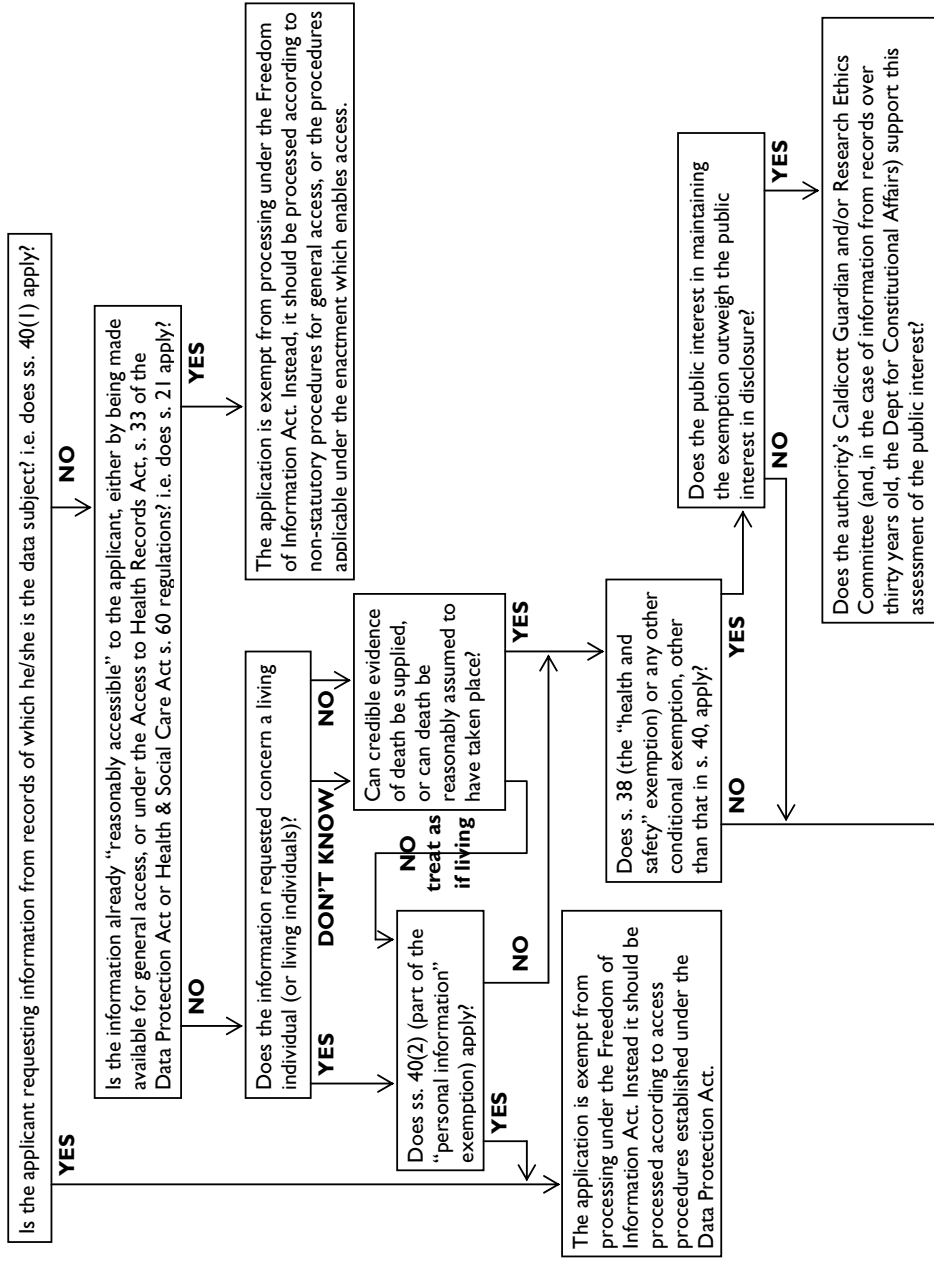 Is the applicant requesting information from records of which he/she is the data subject? i.e. does ss. 40(1) apply?
YES
NO
Is the information already “reasonably accessible” to the applicant, either by being made
available for general access, or under the Access to Health Records Act, s. 33 of the
Data Protection Act or Health & Social Care Act s. 60 regulations? i.e. does s. 21 apply?
NO
YES
The application is exempt from processing under the Freedom
of Information Act. Instead, it should be processed according to
non-statutory procedures for general access, or the procedures
applicable under the enactment which enables access.
Does the information requested concern a living
individual (or living individuals)?
YES
DON'T KNOW
NO
Can credible evidence
of death be supplied,
or can death be
reasonably assumed to
have taken place?
NO
treat as
if living
YES
Does ss. 40(2) (part of the
“personal information”
exemption) apply?
YES
NO
The application is exempt from
processing under the Freedom of
Information Act. Instead it should be
processed according to access
procedures established under the
Data Protection Act.
Does s. 38 (the “health and
safety” exemption) or any other
conditional exemption, other
than that in s. 40, apply?
NO
YES
Does the public interest in maintaining
the exemption outweigh the public
interest in disclosure?
NO
YES
Does the authority’s Caldicott Guardian and/or Research Ethics
Committee (and, in the case of information from records over
thirty years old, the Dept for Constitutional Affairs) support this
assessment of the public interest?